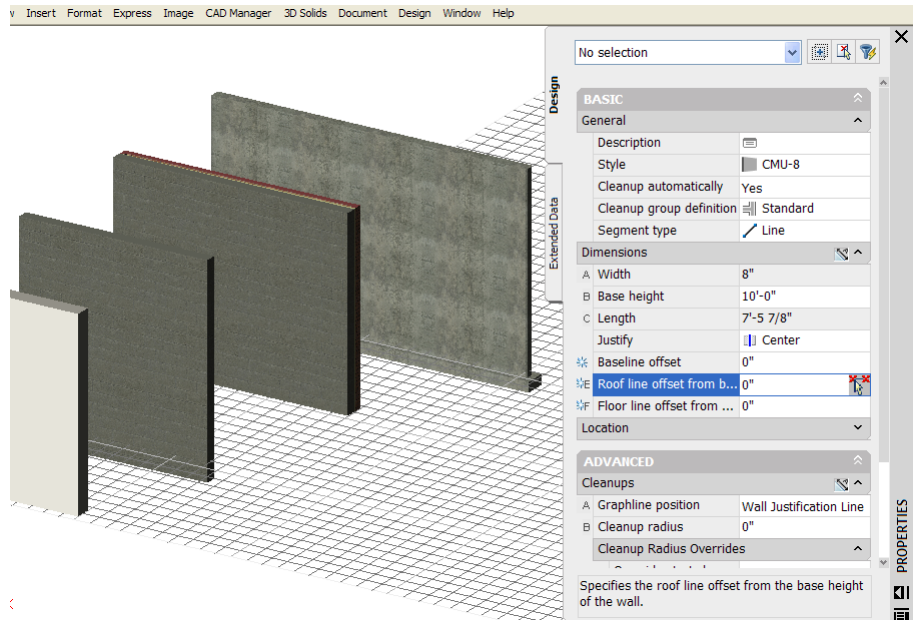 Insert Format Express Image CAD Manager 3D Solids Document Design Window Help
No selection
Design
Extended Data
BASIC
General
Description
Style CMU-8
Cleanup automatically Yes
Cleanup group definition Standard
Segment type Line
Dimensions
A Width 8"
B Base height 10'-0"
C Length 7'-5 7/8"
Justify Center
Baseline offset 0"
E Roof line offset from b... 0"
F Floor line offset from ... 0"
Location
ADVANCED
Cleanups
A Graphline position Wall Justification Line
B Cleanup radius 0"
Cleanup Radius Overrides
Specifies the roof line offset from the base height
of the wall.
PROPERTIES